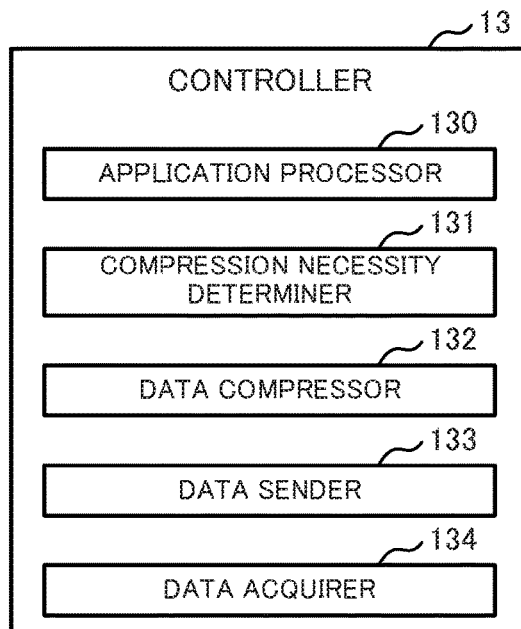 13
CONTROLLER
130
APPLICATION PROCESSOR
131
COMPRESSION NECESSITY
DETERMINER
132
DATA COMPRESSOR
133
DATA SENDER
134
DATA ACQUIRER